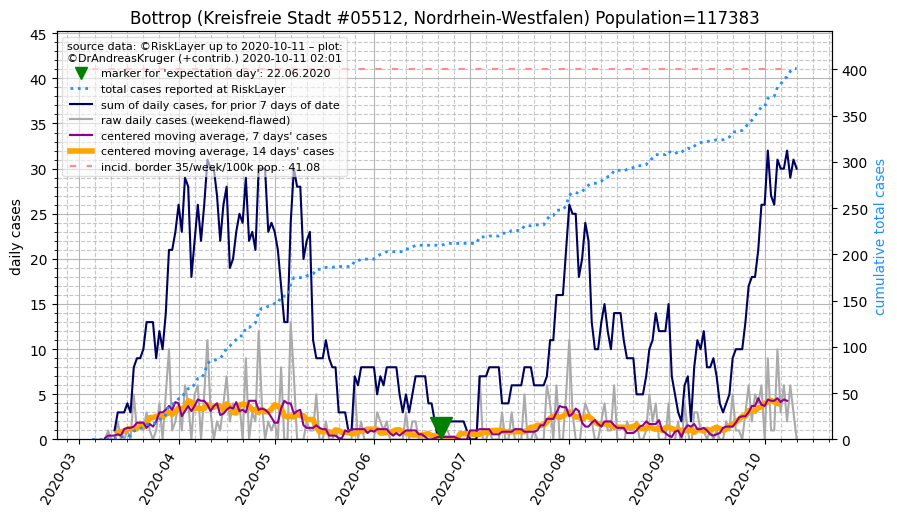 Bottrop (Kreisfreie Stadt #05512, Nordrhein-Westfalen) Population=117383
source data: ©RiskLayer up to 2020-10-11 – plot:
©DrAndreasKruger (+contrib.) 2020-10-11 02:01
marker for 'expectation day': 22.06.2020
total cases reported at RiskLayer
sum of daily cases, for prior 7 days of date
raw daily cases (weekend-flawed)
centered moving average, 7 days' cases
centered moving average, 14 days' cases
incid. border 35/week/100k pop.: 41.08
daily cases
45
40
35
30
25
20
15
10
5
0
cumulative total cases
400
350
300
250
200
150
100
50
0
2020-03
2020-04
2020-05
2020-06
2020-07
2020-08
2020-09
2020-10